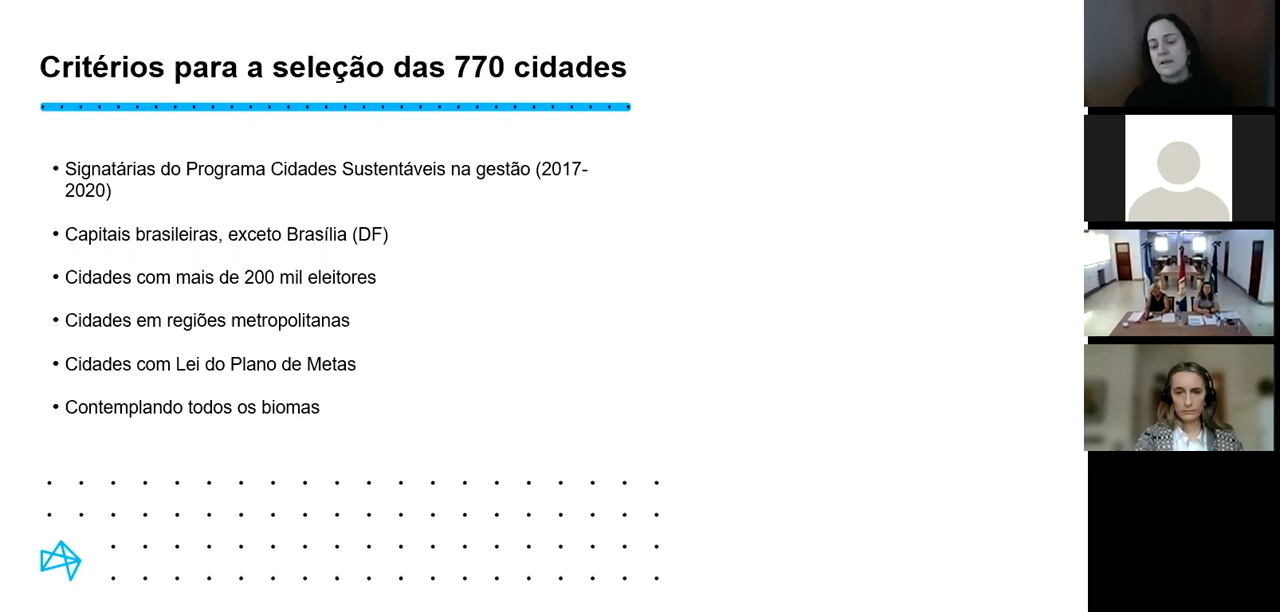 Critérios para a seleção das 770 cidades
• Signatárias do Programa Cidades Sustentáveis na gestão (2017-
2020)
• Capitais brasileiras, exceto Brasília (DF)
• Cidades com mais de 200 mil eleitores
• Cidades em regiões metropolitanas
• Cidades com Lei do Plano de Metas
• Contemplando todos os biomas